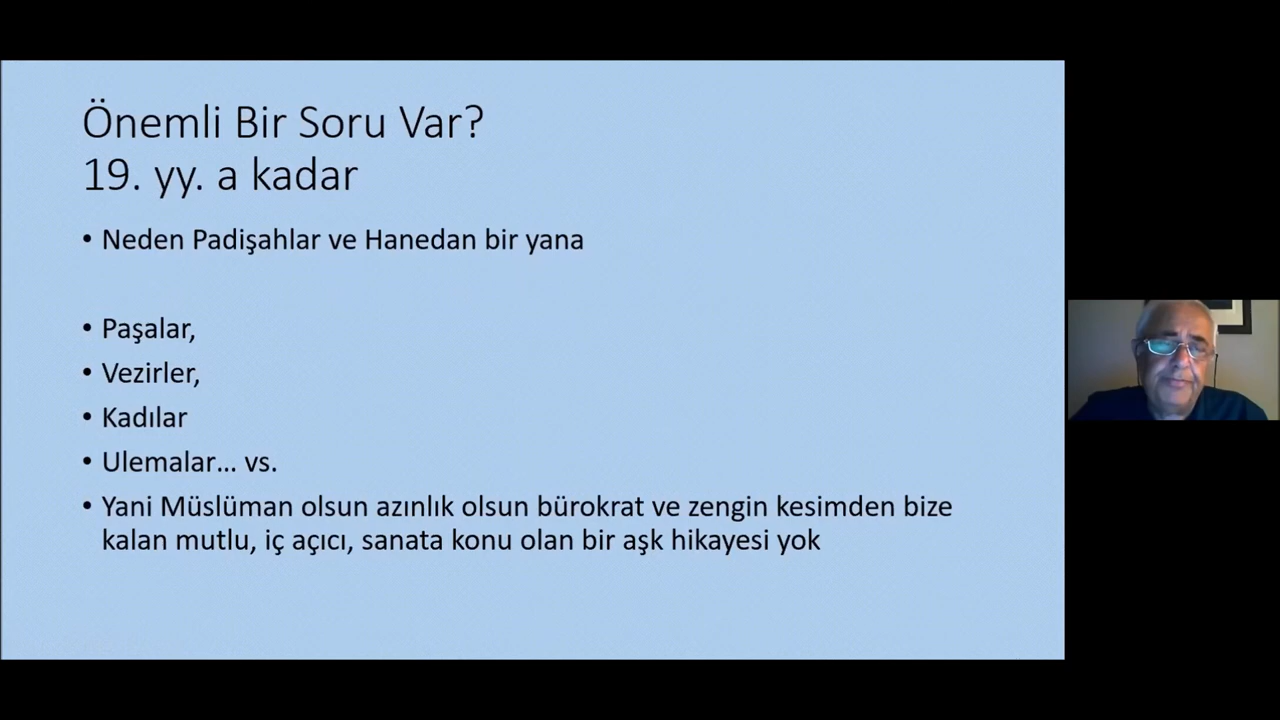 Önemli Bir Soru Var?
19. yy. a kadar
• Neden Padişahlar ve Hanedan bir yana
• Paşalar,
• Vezirler,
• Kadılar
• Ulemalar... vs.
• Yani Müslüman olsun azınlık olsun bürokrat ve zengin kesimden bize
kalan mutlu, iç açıcı, sanata konu olan bir aşk hikayesi yok